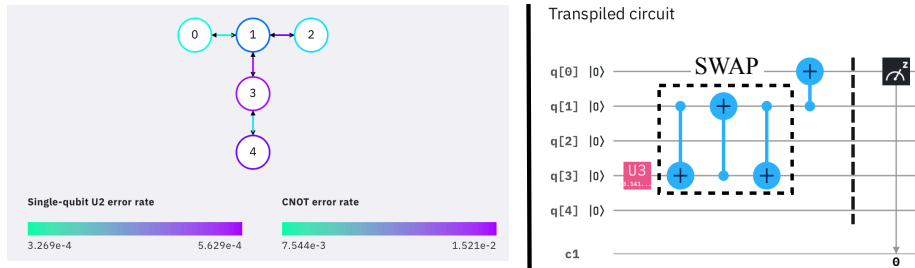 0
1
2
3
4
Single-qubit U2 error rate
3.269e-4 5.629e-4
CNOT error rate
7.544e-3 1.521e-2
Transpiled circuit
SWAP
q[0] |0⟩
+
z
q[1] |0⟩
+
q[2] |0⟩
q[3] |0⟩
U3
+
+
q[4] |0⟩
c1
0